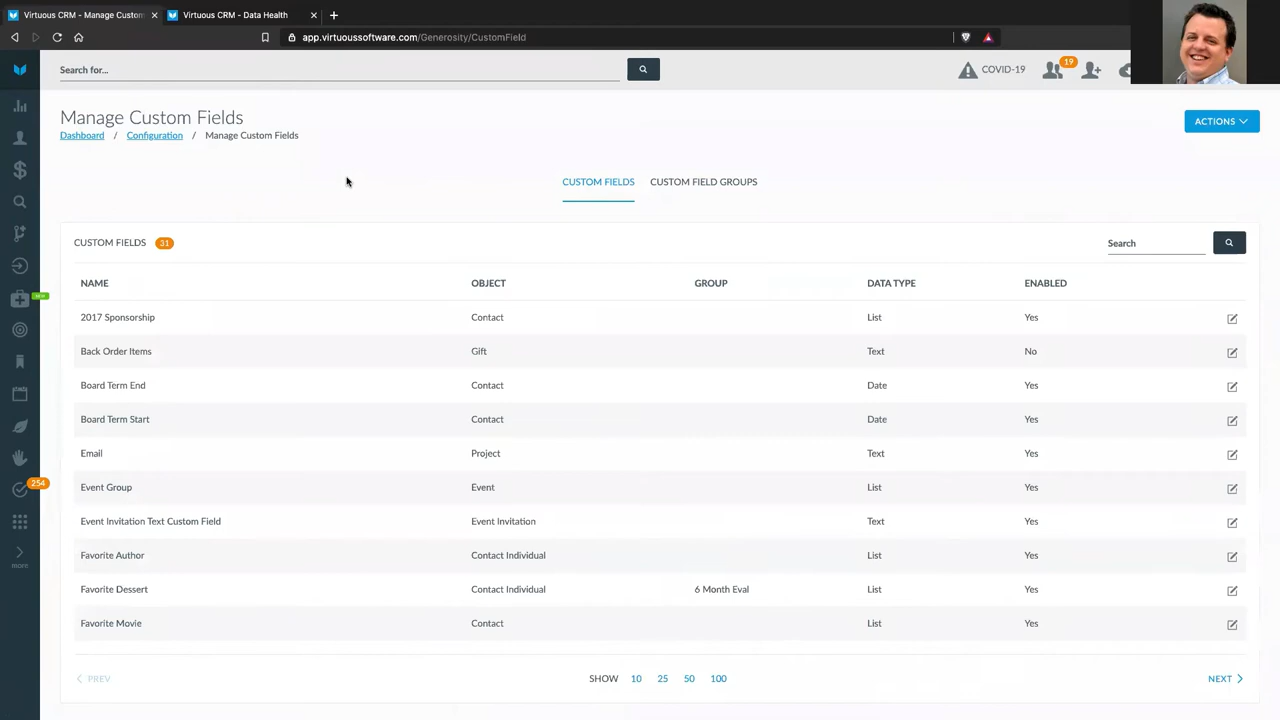 Virtuous CRM - Manage Custom
Virtuous CRM - Data Health
app.virtuoussoftware.com/Generosity/CustomField
Search for...
COVID-19
19
Manage Custom Fields
Dashboard / Configuration / Manage Custom Fields
ACTIONS
CUSTOM FIELDS CUSTOM FIELD GROUPS
CUSTOM FIELDS 31
Search
NAME OBJECT GROUP DATA TYPE ENABLED
2017 Sponsorship Contact List Yes
Back Order Items Gift Text No
Board Term End Contact Date Yes
Board Term Start Contact Date Yes
Email Project Text Yes
Event Group Event List Yes
Event Invitation Text Custom Field Event Invitation Text Yes
Favorite Author Contact Individual List Yes
Favorite Dessert Contact Individual 6 Month Eval List Yes
Favorite Movie Contact List Yes
PREV
SHOW 10 25 50 100
NEXT
254
more